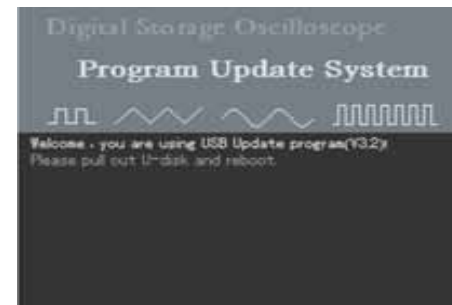 Digital Storage Oscilloscope
Program Update System
Welcome , you are using USB Update program(V3.2)!
Please pull out U-disk and reboot.